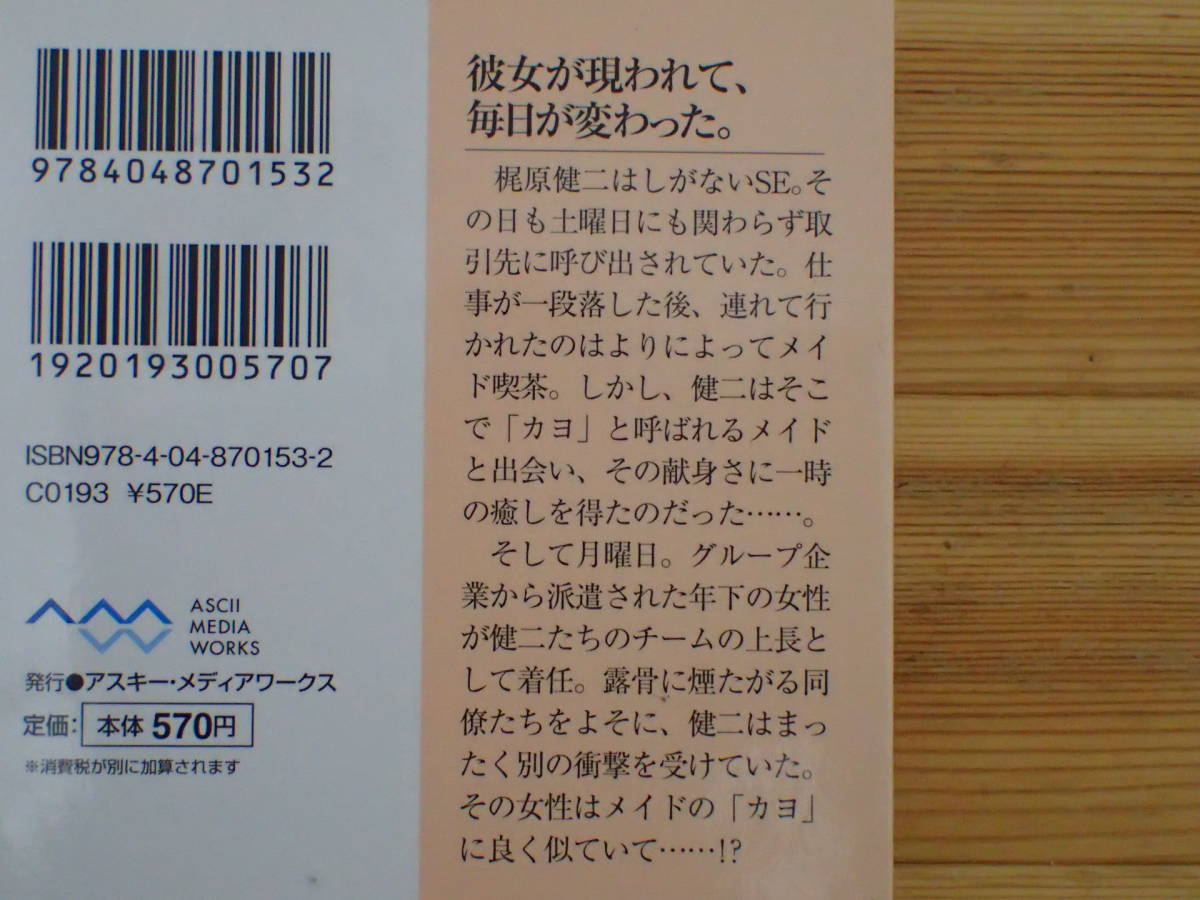 9784048701532
1920193005707
ISBN978-4-04-870153-2
C0193 ¥570E
ASCII
MEDIA
WORKS
発行●アスキー・メディアワークス
定価: 本体 570円
※消費税が別に加算されます
彼女が現われて、
毎日が変わった。
梶原健二はしがないSE。そ
の日も土曜日にも関わらず取
引先に呼び出されていた。仕
事が一段落した後、連れて行
かれたのはよりによってメイ
ド喫茶。しかし、健二はそこ
で「カヨ」と呼ばれるメイド
と出会い、その献身さに一時
の癒しを得たのだった……。
そして月曜日。グループ企
業から派遣された年下の女性
が健二たちのチームの上長と
して着任。露骨に煙たがる同
僚たちをよそに、健二はまっ
たく別の衝撃を受けていた。
その女性はメイドの「カヨ」
に良く似ていて……!?